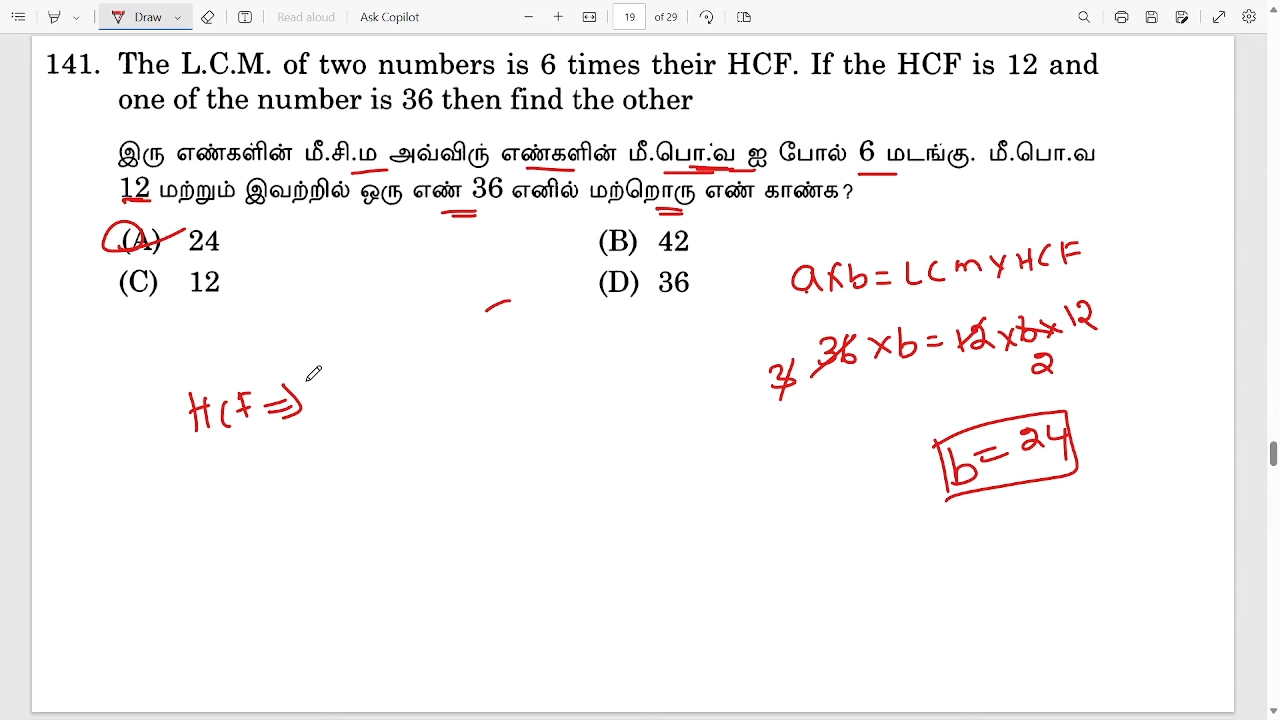 Draw
Read aloud
Ask Copilot
19
of 29
141. The L.C.M. of two numbers is 6 times their HCF. If the HCF is 12 and
one of the number is 36 then find the other
இரு எண்களின் மீ.சி.ம அவ்விரு எண்களின் மீ.பொ.வ ஐ போல் 6 மடங்கு. மீ.பொ.வ
12 மற்றும் இவற்றில் ஒரு எண் 36 எனில் மற்றொரு எண் காண்க?
(A) 24
(B) 42
(C) 12
(D) 36
a×b = LCM × HCF
36 × b = 12 × 6 × 12
3
2
b = 24
HCF ⇒